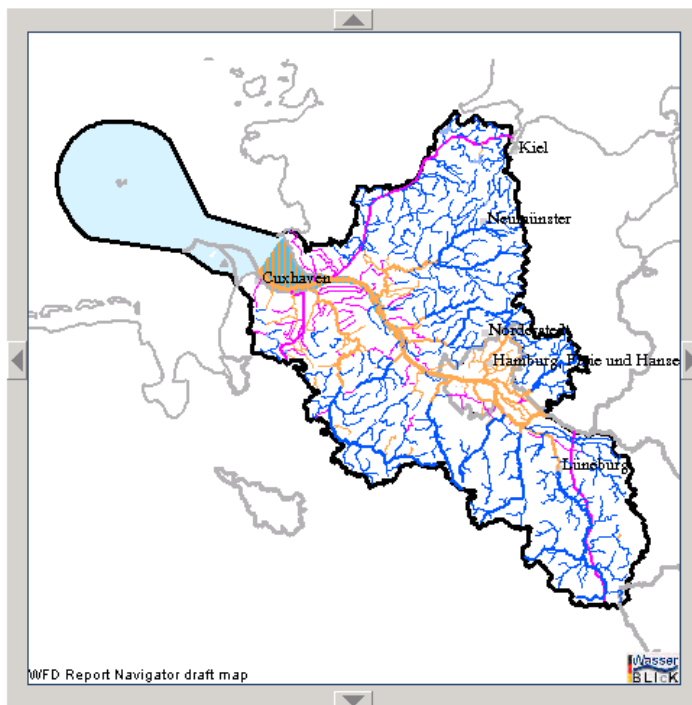 Kiel
Neumünster
Cuxhaven
Norderstedt
Hamburg, Freie und Hanse
Lüneburg
WFD Report Navigator draft map
Wasser
BLIcK